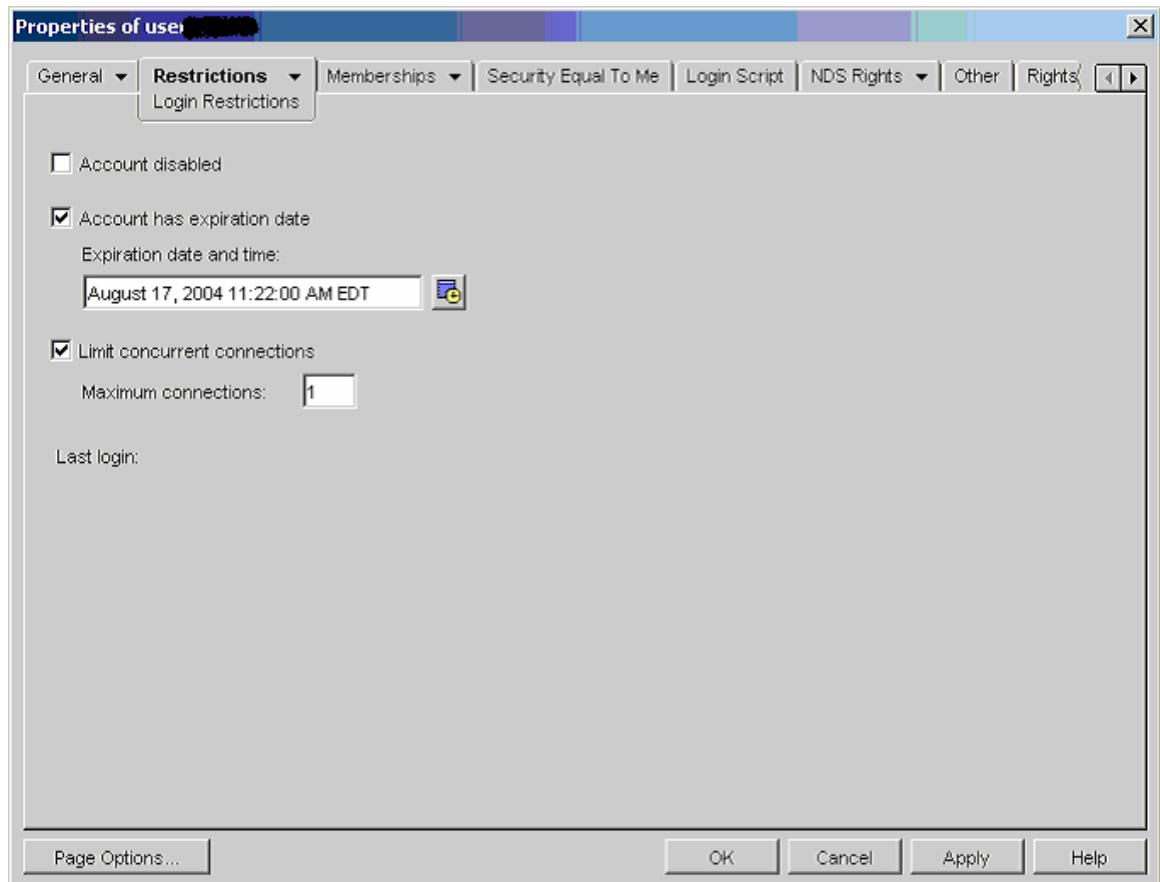 Properties of user
General Restrictions Memberships Security Equal To Me Login Script NDS Rights Other Rights
Login Restrictions
Account disabled
Account has expiration date
Expiration date and time:
August 17, 2004 11:22:00 AM EDT
Limit concurrent connections
Maximum connections: 1
Last login:
Page Options... OK Cancel Apply Help